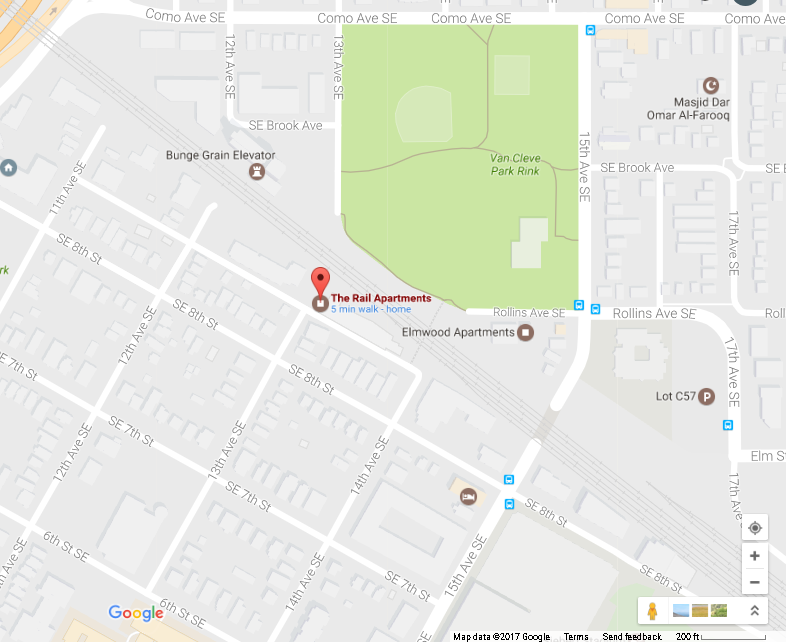 Como Ave SE
Como Ave SE
Como Ave SE
Como Ave SE
Como Ave
12th Ave SE
13th Ave SE
SE Brook Ave
Masjid Dar
Omar Al-Farooq
Bunge Grain Elevator
Van Cleve
Park Rink
15th Ave SE
SE Brook Ave
SE B
11th Ave SE
17th Ave SE
SE 8th St
rk
The Rail Apartments
5 min walk - home
SE 8th St
Rollins Ave SE
Rollins Ave SE
Roll
Elmwood Apartments
12th Ave SE
17th Ave SE
SE 7th St
SE 8th St
Lot C57
P
SE 7th St
12th Ave SE
13th Ave SE
14th Ave SE
Elm S
17th Ave
SE 7th St
SE 8th St
6th St SE
15th Ave SE
SE 8th St
14th Ave SE
SE 7th St
th Ave SE
6th St SE
Google
Map data ©2017 Google Terms Send feedback 200 ft